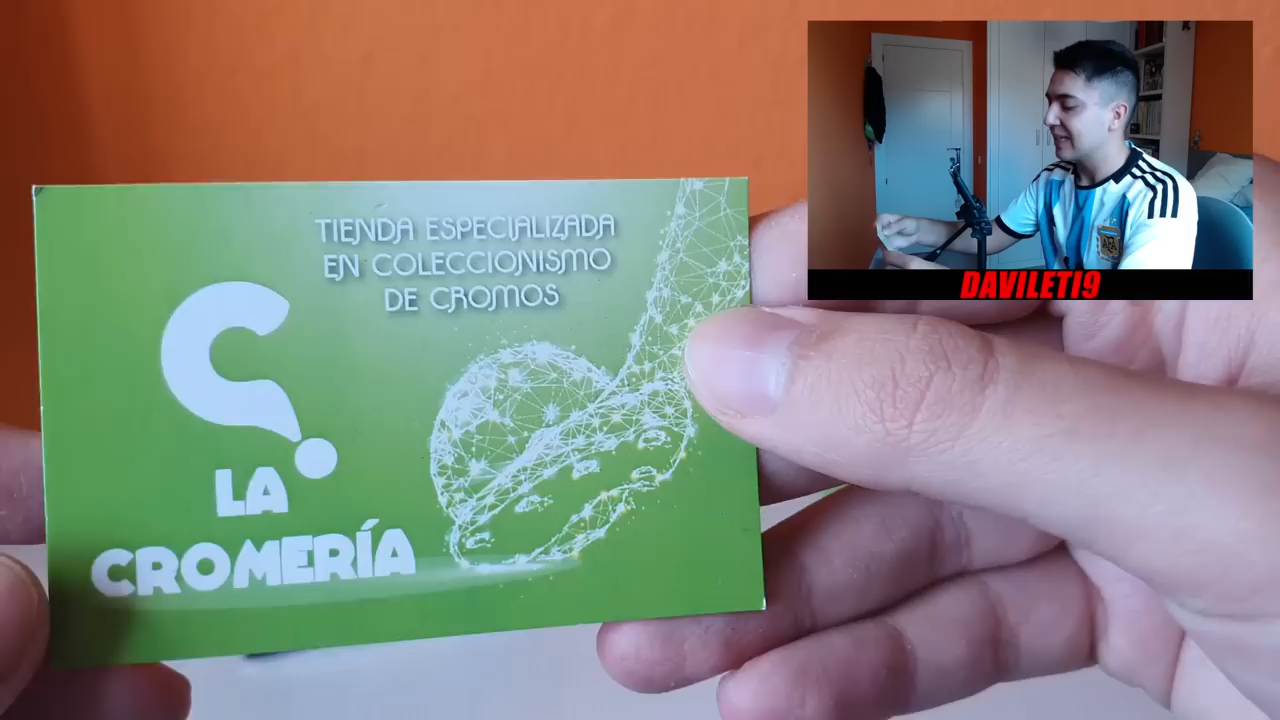 TIENDA ESPECIALIZADA
EN COLECCIONISMO
DE CROMOS
LA
CROMERÍA
DAVILETI9